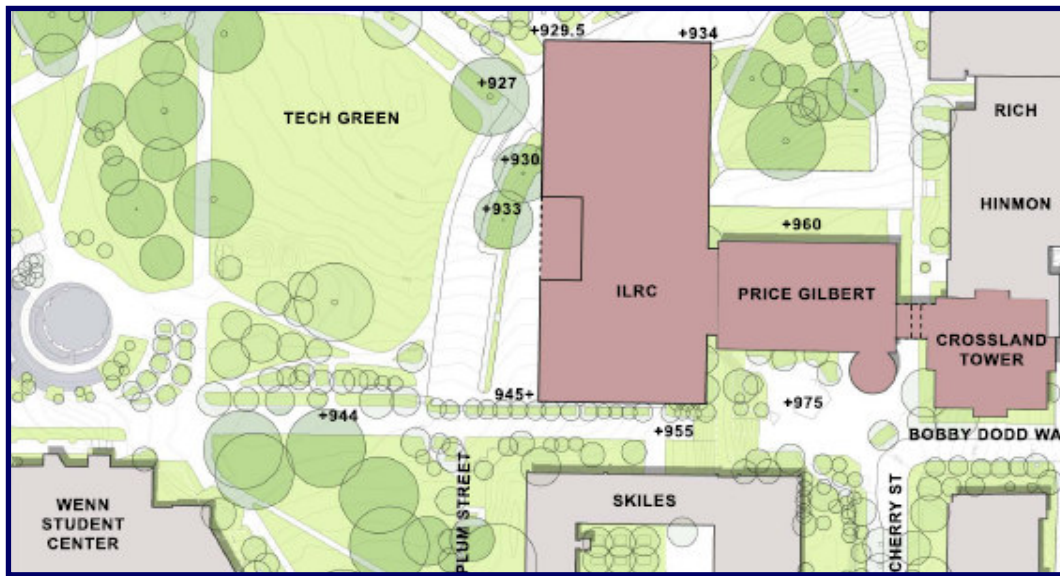 +929.5
+934
+927
TECH GREEN
RICH
+930
+933
HINMON
+960
ILRC
PRICE GILBERT
CROSSLAND
TOWER
945+
+944
+975
+955
BOBBY DODD WA
WENN
STUDENT
CENTER
PLUM STREET
SKILES
CHERRY ST